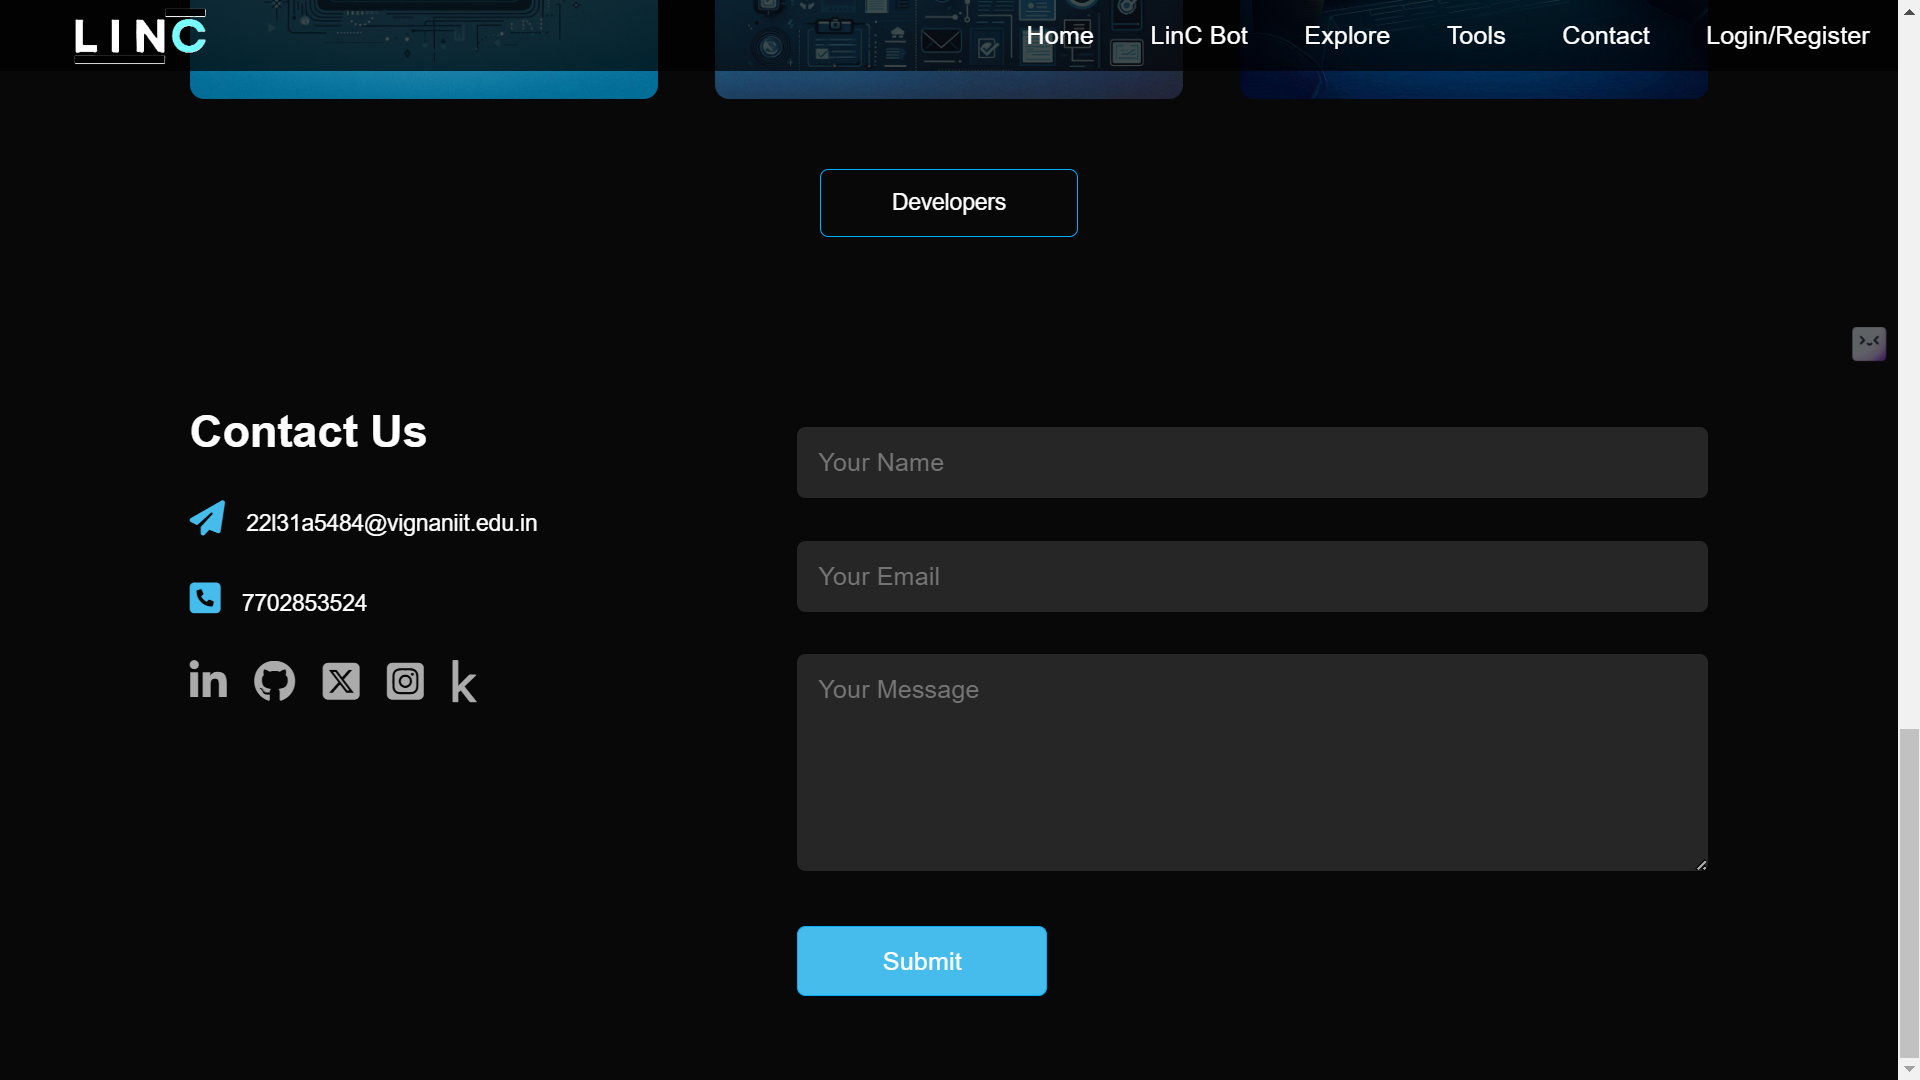 LINC
Home LinC Bot Explore Tools Contact Login/Register
Developers
Contact Us
22l31a5484@vignaniit.edu.in
7702853524
Your Name
Your Email
Your Message
Submit